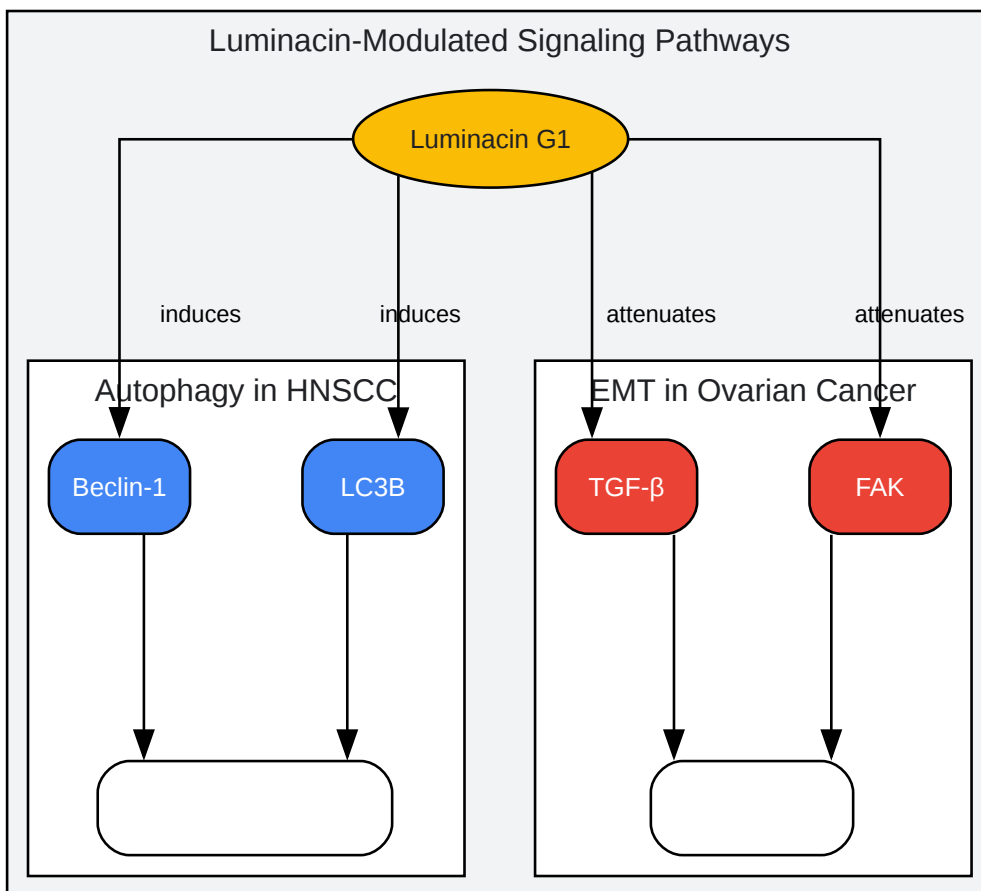 Luminacin-Modulated Signaling Pathways
Luminacin G1
induces
induces
attenuates
attenuates
Autophagy in HNSCC
EMT in Ovarian Cancer
Beclin-1
LC3B
TGF-β
FAK